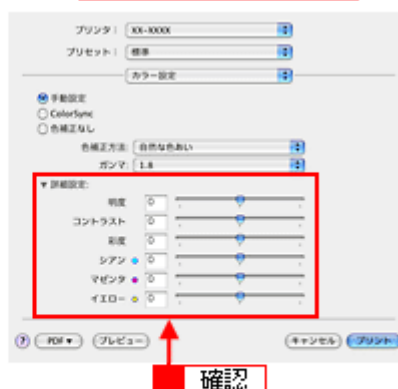 プリンタ： XX-XXXX
プリセット： 標準
カラー設定
手動設定
ColorSync
色補正なし
色補正方法： 自然な色あい
ガンマ： 1.8
▼ 詳細設定：
明度 0
コントラスト 0
彩度 0
シアン 0
マゼンタ 0
イエロー 0
? PDF▼ プレビュー キャンセル プリント
確認